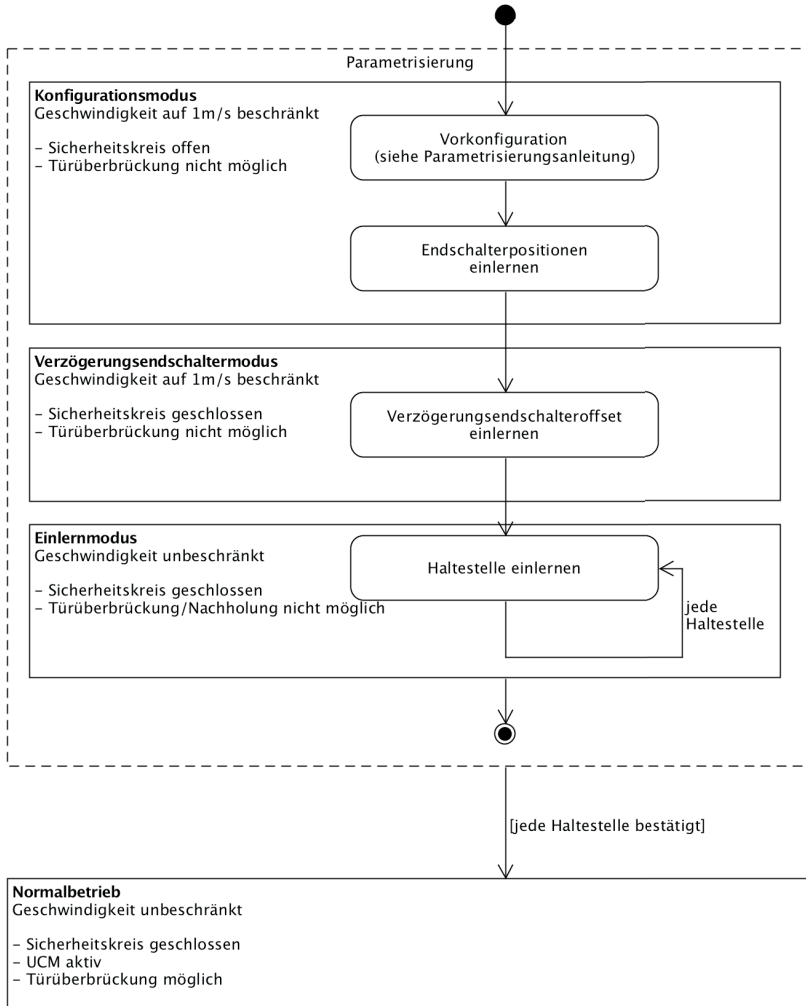 Parametrisierung
Konfigurationsmodus
Geschwindigkeit auf 1m/s beschränkt
– Sicherheitskreis offen
– Türüberbrückung nicht möglich
Vorkonfiguration
(siehe Parametrisierungsanleitung)
Endschalterpositionen
einlernen
Verzögerungsendschaltermodus
Geschwindigkeit auf 1m/s beschränkt
– Sicherheitskreis geschlossen
– Türüberbrückung nicht möglich
Verzögerungsendschalteroffset
einlernen
Einlernmodus
Geschwindigkeit unbeschränkt
– Sicherheitskreis geschlossen
– Türüberbrückung/Nachholung nicht möglich
Haltestelle einlernen
jede
Haltestelle
[jede Haltestelle bestätigt]
Normalbetrieb
Geschwindigkeit unbeschränkt
– Sicherheitskreis geschlossen
– UCM aktiv
– Türüberbrückung möglich